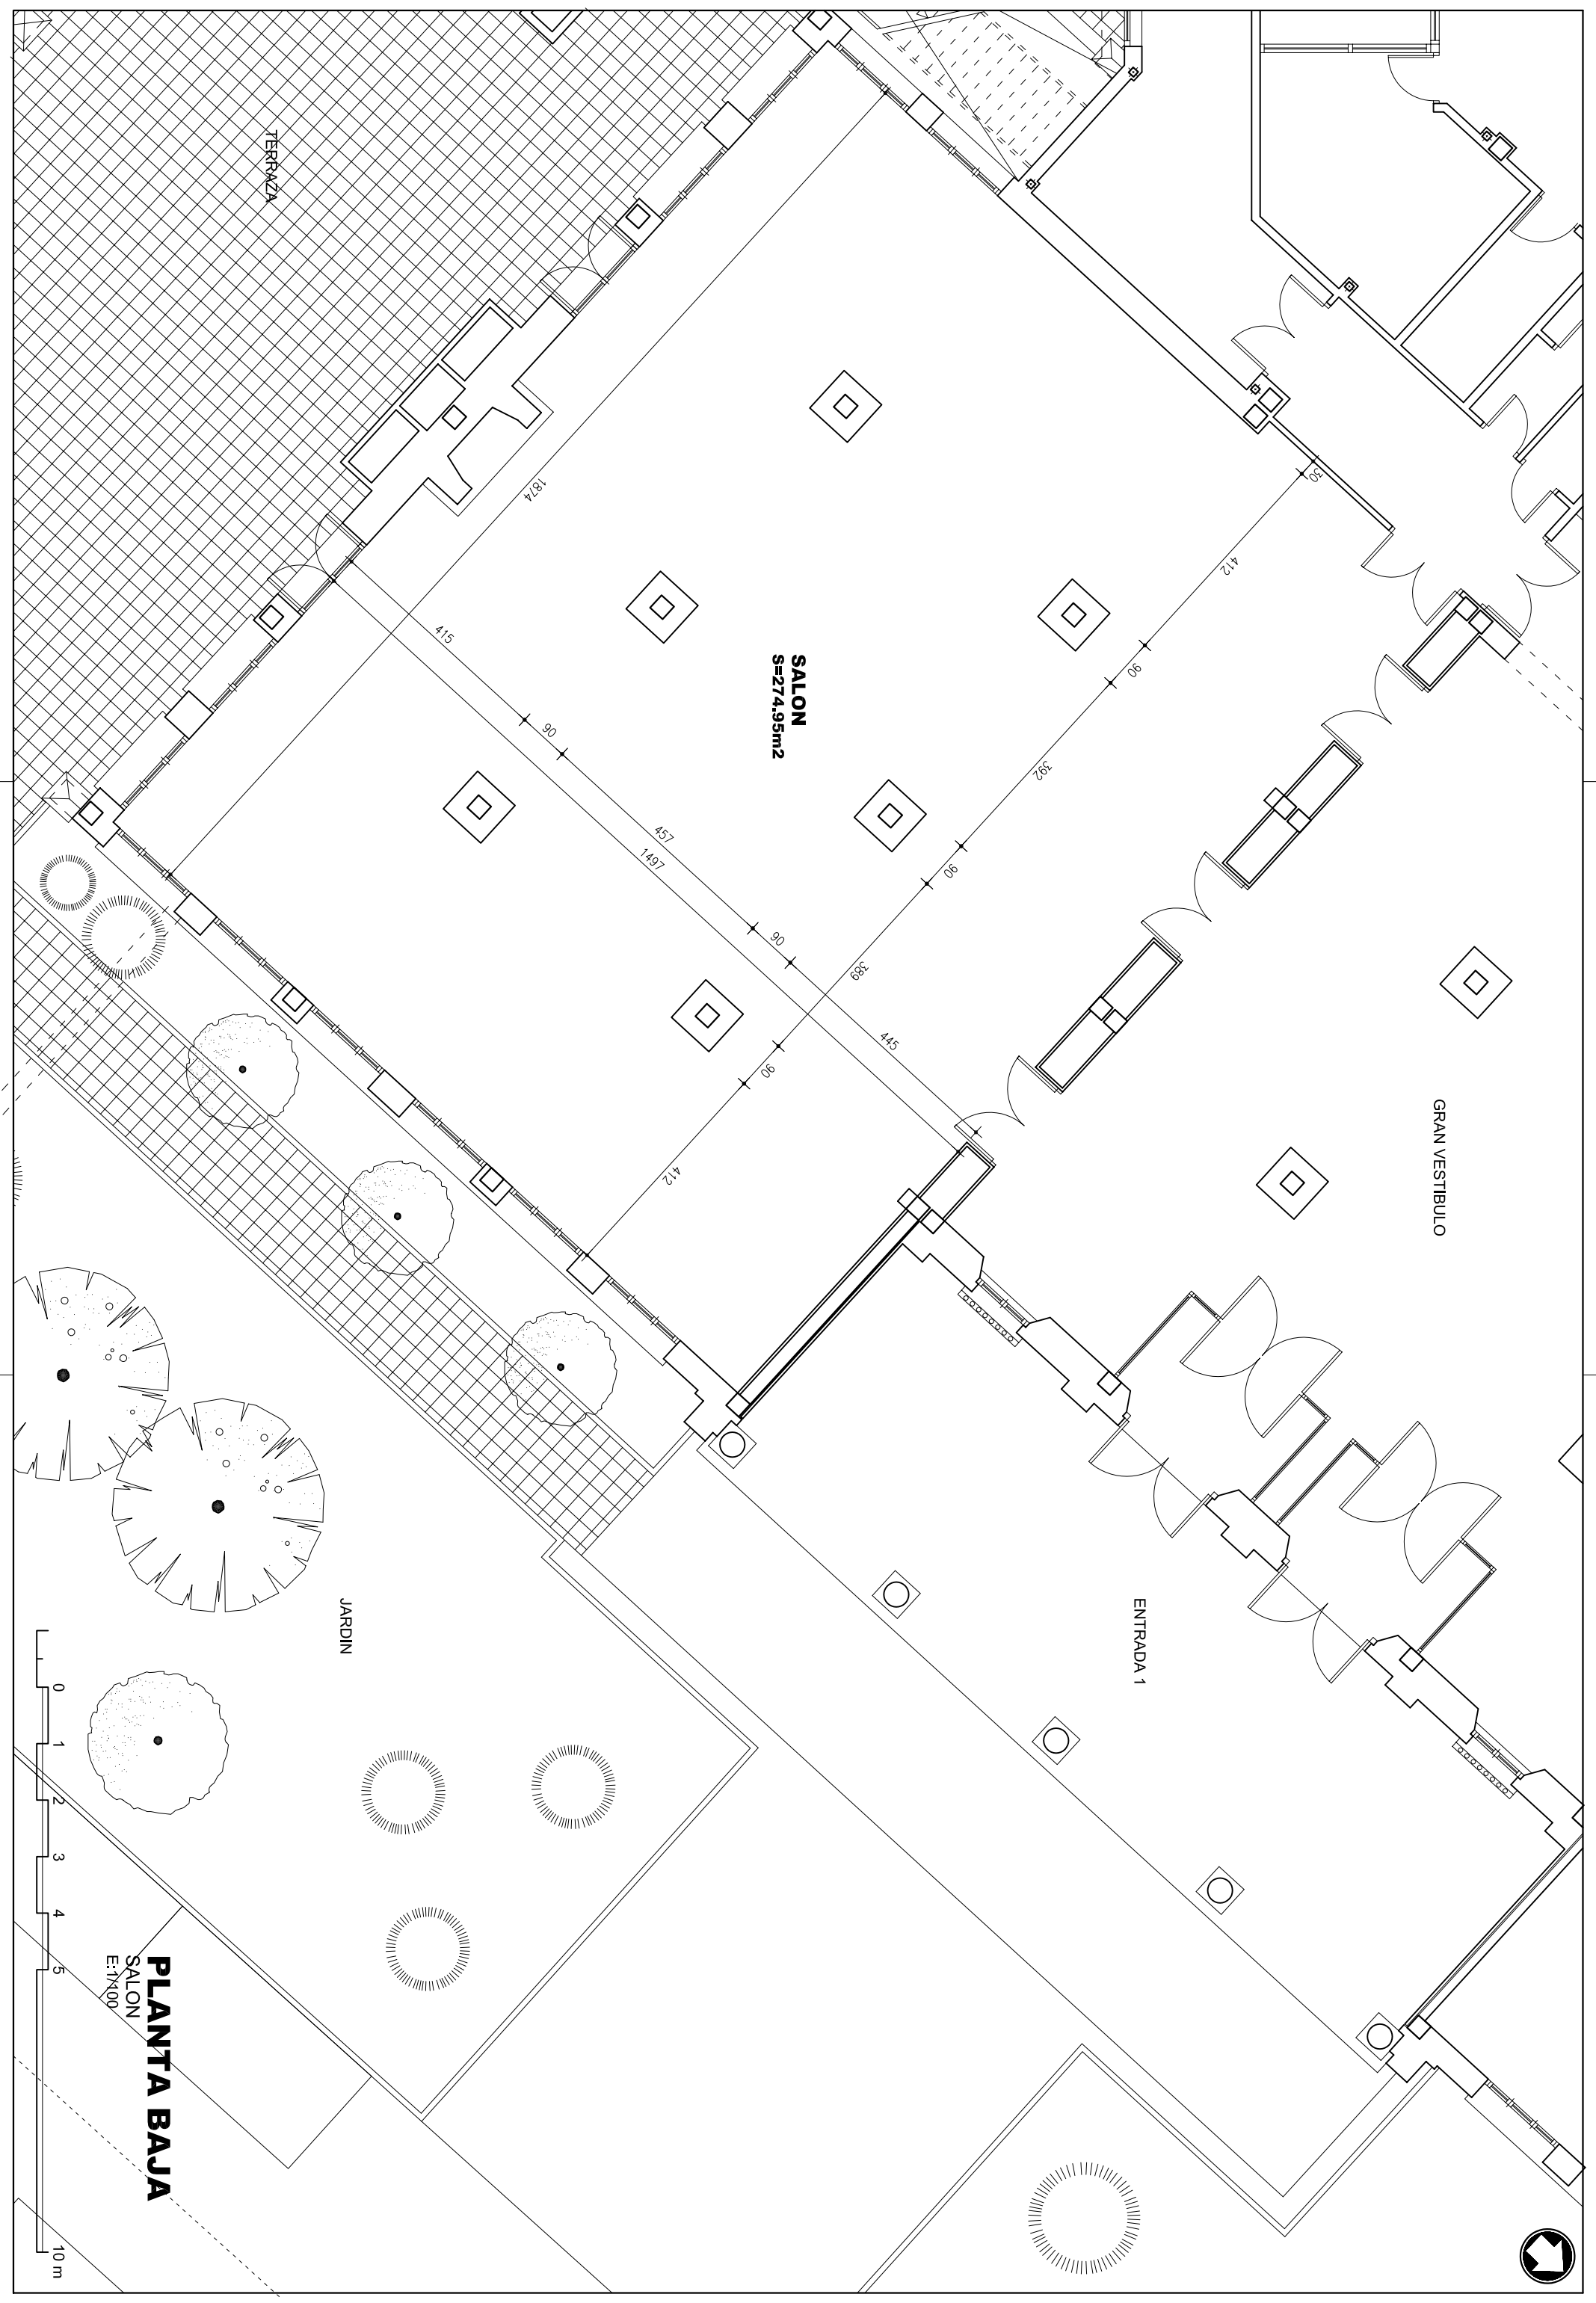 TERRAZA
SALON
S=274.95m2
1874
415
90
457
90
445
1497
30
412
90
392
90
389
90
412
GRAN VESTIBULO
ENTRADA 1
JARDIN
PLANTA BAJA
SALON
E:1/100
0
1
2
3
4
5
10 m